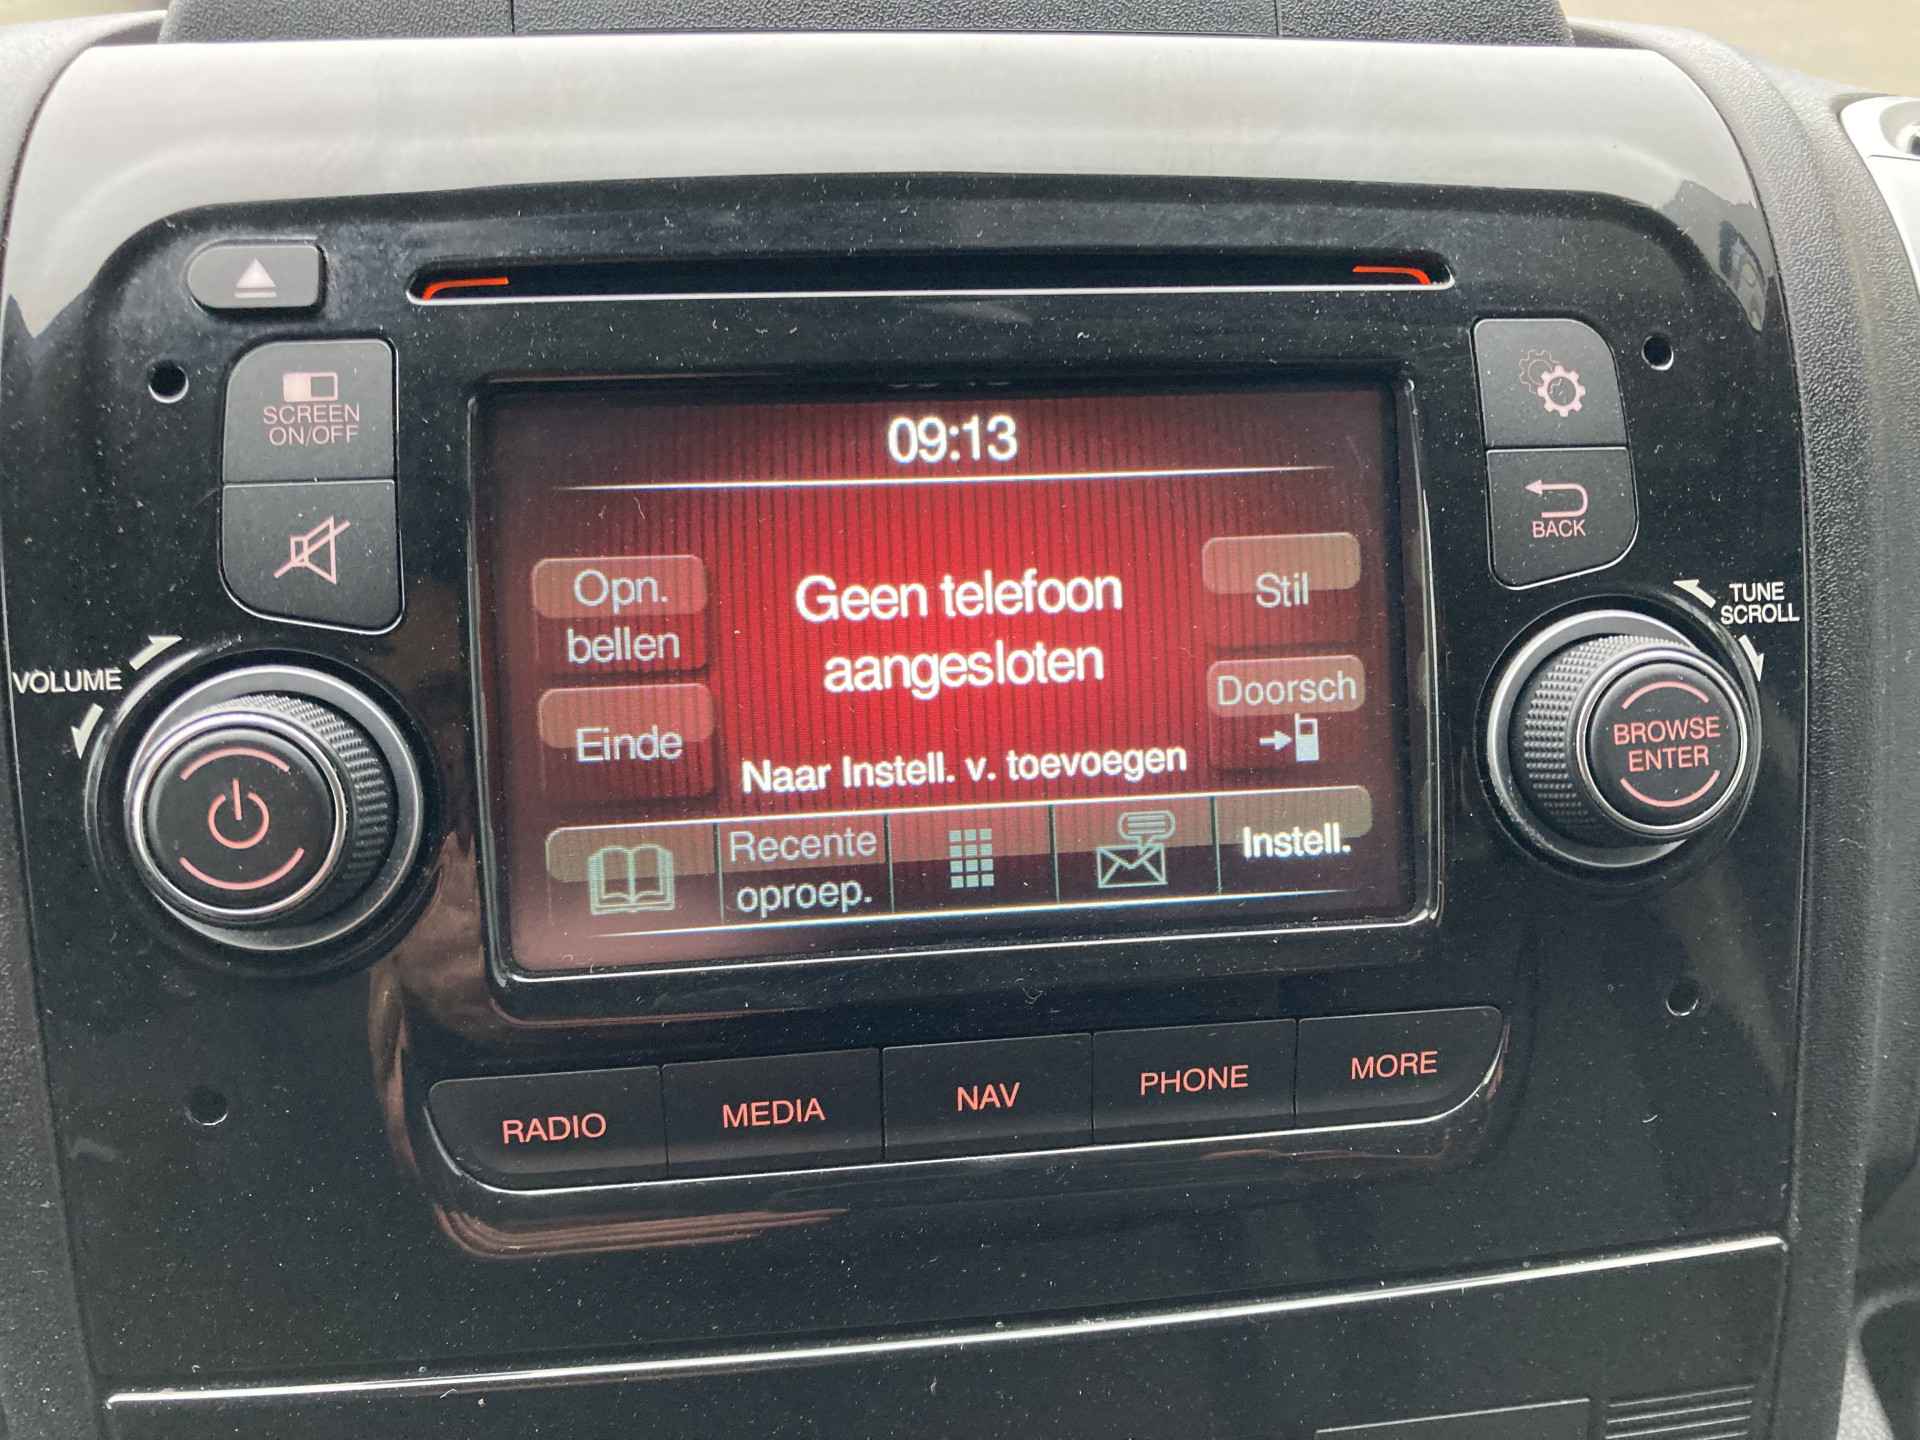 SCREEN
ON/OFF
BACK
VOLUME
TUNE
SCROLL
BROWSE
ENTER
09:13
Opn.
bellen
Geen telefoon
aangesloten
Stil
Einde
Doorsch
Naar Instell. v. toevoegen
Recente
oproep.
Instell.
RADIO
MEDIA
NAV
PHONE
MORE